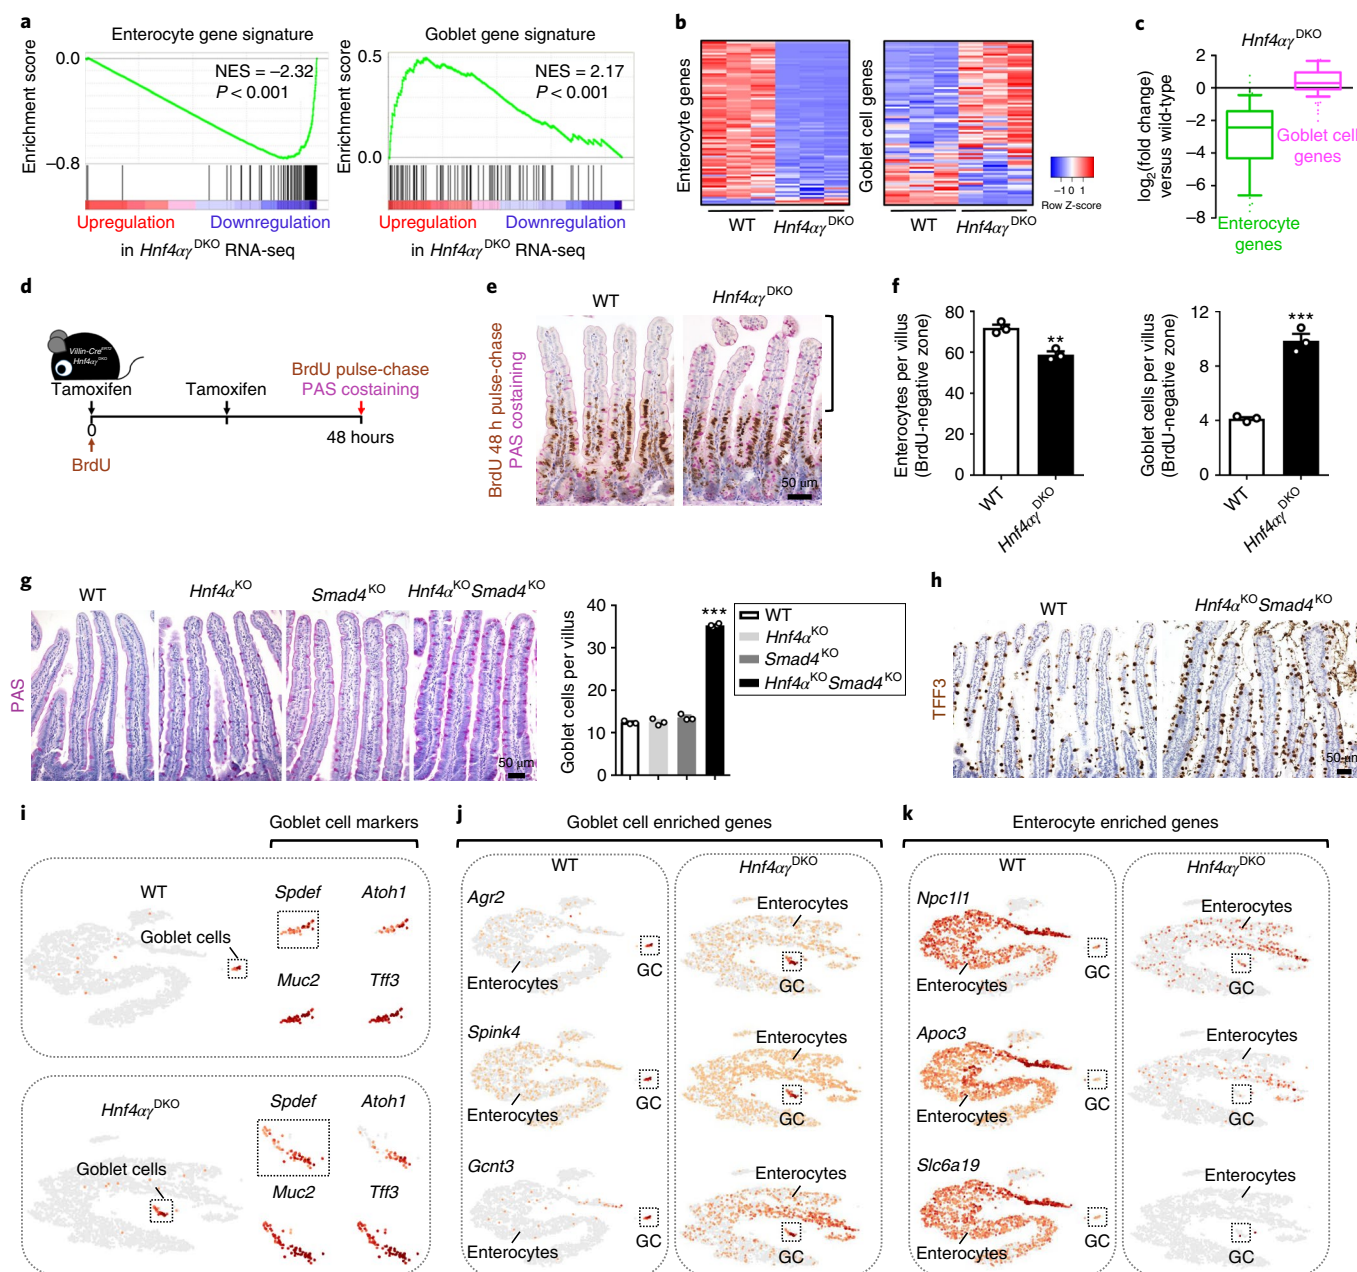 a
Enterocyte gene signature
Goblet gene signature
Enrichment score
0.0
−0.8
NES = −2.32
P < 0.001
Upregulation
Downregulation
in Hnf4αγDKO RNA-seq
Enrichment score
0.5
0.0
NES = 2.17
P < 0.001
Upregulation
Downregulation
in Hnf4αγDKO RNA-seq
b
Enterocyte genes
WT
Hnf4αγDKO
Goblet cell genes
WT
Hnf4αγDKO
−1 0 1
Row Z-score
c
Hnf4αγDKO
log2(fold change)
versus wild-type
2
0
−2
−4
−6
−8
Goblet cell
genes
Enterocyte
genes
d
Villin-CreERT2
Hnf4αγDKO
Tamoxifen
Tamoxifen
BrdU pulse-chase
PAS costaining
0
48 hours
BrdU
e
WT
Hnf4αγDKO
BrdU 48 h pulse-chase
PAS costaining
50 µm
f
Enterocytes per villus
(BrdU-negative zone)
80
60
40
20
0
**
WT
Hnf4αγDKO
Goblet cells per villus
(BrdU-negative zone)
12
8
4
0
***
WT
Hnf4αγDKO
g
WT
Hnf4αKO
Smad4KO
Hnf4αKOSmad4KO
PAS
50 µm
Goblet cells per villus
40
30
20
10
0
***
WT
Hnf4αKO
Smad4KO
Hnf4αKOSmad4KO
h
WT
Hnf4αKOSmad4KO
TFF3
50 µm
i
Goblet cell markers
WT
Goblet cells
Spdef
Atoh1
Muc2
Tff3
Hnf4αγDKO
Goblet cells
Spdef
Atoh1
Muc2
Tff3
j
Goblet cell enriched genes
WT
Hnf4αγDKO
Agr2
Enterocytes
GC
Enterocytes
GC
Spink4
Enterocytes
GC
Enterocytes
GC
Gcnt3
Enterocytes
GC
Enterocytes
GC
k
Enterocyte enriched genes
WT
Hnf4αγDKO
Npc1l1
Enterocytes
GC
Enterocytes
GC
Apoc3
Enterocytes
GC
Enterocytes
GC
Slc6a19
Enterocytes
GC
Enterocytes
GC